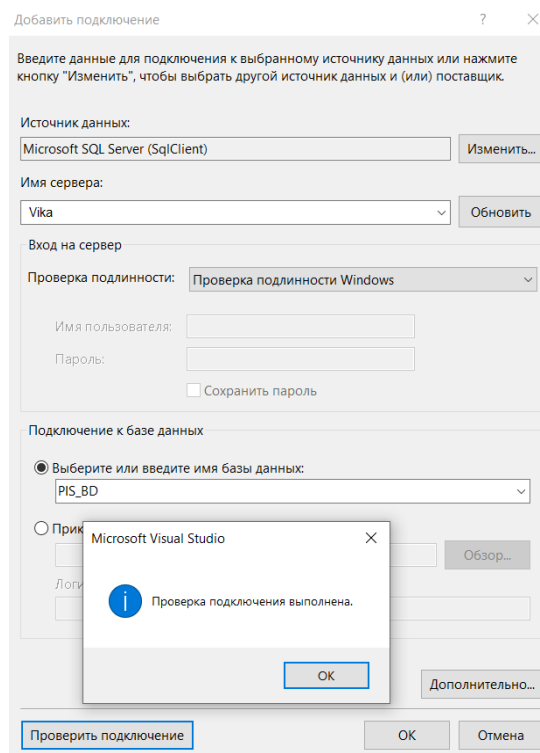 Добавить подключение
?
Введите данные для подключения к выбранному источнику данных или нажмите
кнопку "Изменить", чтобы выбрать другой источник данных и (или) поставщик.
Источник данных:
Microsoft SQL Server (SqlClient)
Изменить...
Имя сервера:
Vika
Обновить
Вход на сервер
Проверка подлинности:
Проверка подлинности Windows
Имя пользователя:
Пароль:
Сохранить пароль
Подключение к базе данных
Выберите или введите имя базы данных:
PIS_BD
Прик
Обзор...
Логи
Microsoft Visual Studio
Проверка подключения выполнена.
OK
Дополнительно...
Проверить подключение
OK
Отмена